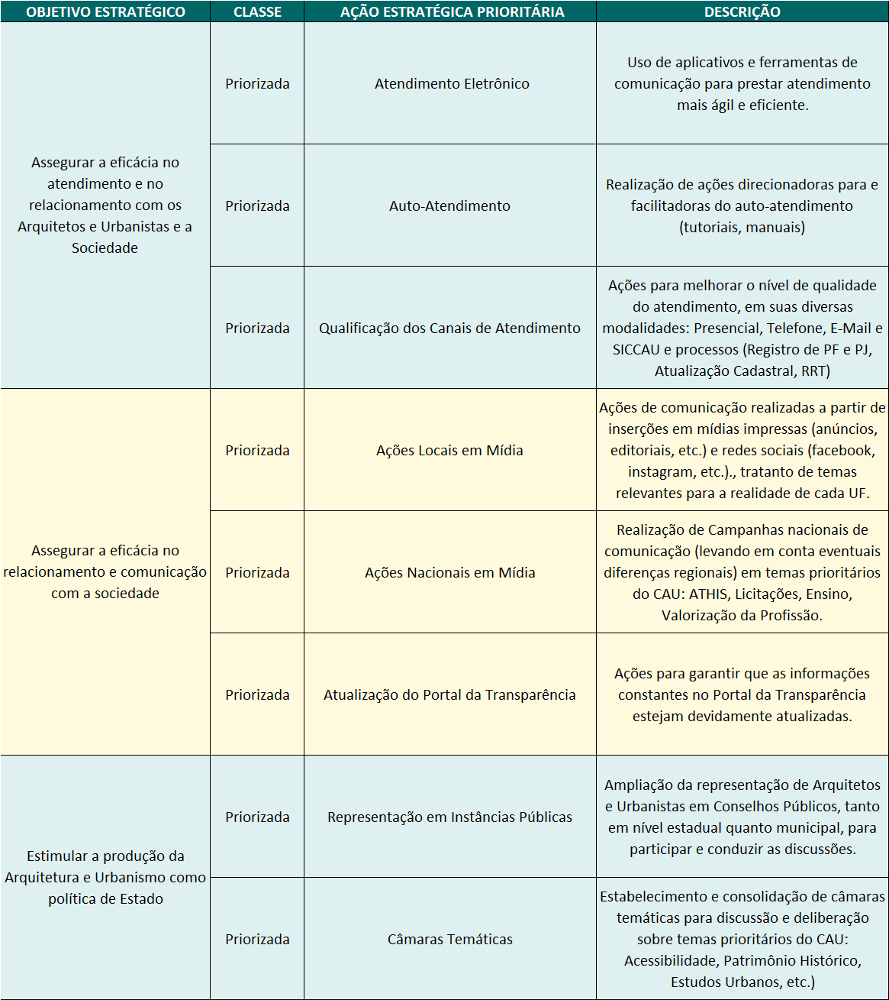 OBJETIVO ESTRATÉGICO CLASSE AÇÃO ESTRATÉGICA PRIORITÁRIA DESCRIÇÃO
Assegurar a eficácia no
atendimento e no
relacionamento com os
Arquitetos e Urbanistas e a
Sociedade
Priorizada
Atendimento Eletrônico
Uso de aplicativos e ferramentas de
comunicação para prestar atendimento
mais ágil e eficiente.
Priorizada
Auto-Atendimento
Realização de ações direcionadoras para e
facilitadoras do auto-atendimento
(tutoriais, manuais)
Priorizada
Qualificação dos Canais de Atendimento
Ações para melhorar o nível de qualidade
do atendimento, em suas diversas
modalidades: Presencial, Telefone, E-Mail e
SICCAU e processos (Registro de PF e PJ,
Atualização Cadastral, RRT)
Assegurar a eficácia no
relacionamento e comunicação
com a sociedade
Priorizada
Ações Locais em Mídia
Ações de comunicação realizadas a partir de
inserções em mídias impressas (anúncios,
editoriais, etc.) e redes sociais (facebook,
instagram, etc.)., tratanto de temas
relevantes para a realidade de cada UF.
Priorizada
Ações Nacionais em Mídia
Realização de Campanhas nacionais de
comunicação (levando em conta eventuais
diferenças regionais) em temas prioritários
do CAU: ATHIS, Licitações, Ensino,
Valorização da Profissão.
Priorizada
Atualização do Portal da Transparência
Ações para garantir que as informações
constantes no Portal da Transparência
estejam devidamente atualizadas.
Estimular a produção da
Arquitetura e Urbanismo como
política de Estado
Priorizada
Representação em Instâncias Públicas
Ampliação da representação de Arquitetos
e Urbanistas em Conselhos Públicos, tanto
em nível estadual quanto municipal, para
participar e conduzir as discussões.
Priorizada
Câmaras Temáticas
Estabelecimento e consolidação de câmaras
temáticas para discussão e deliberação
sobre temas prioritários do CAU:
Acessibilidade, Patrimônio Histórico,
Estudos Urbanos, etc.)